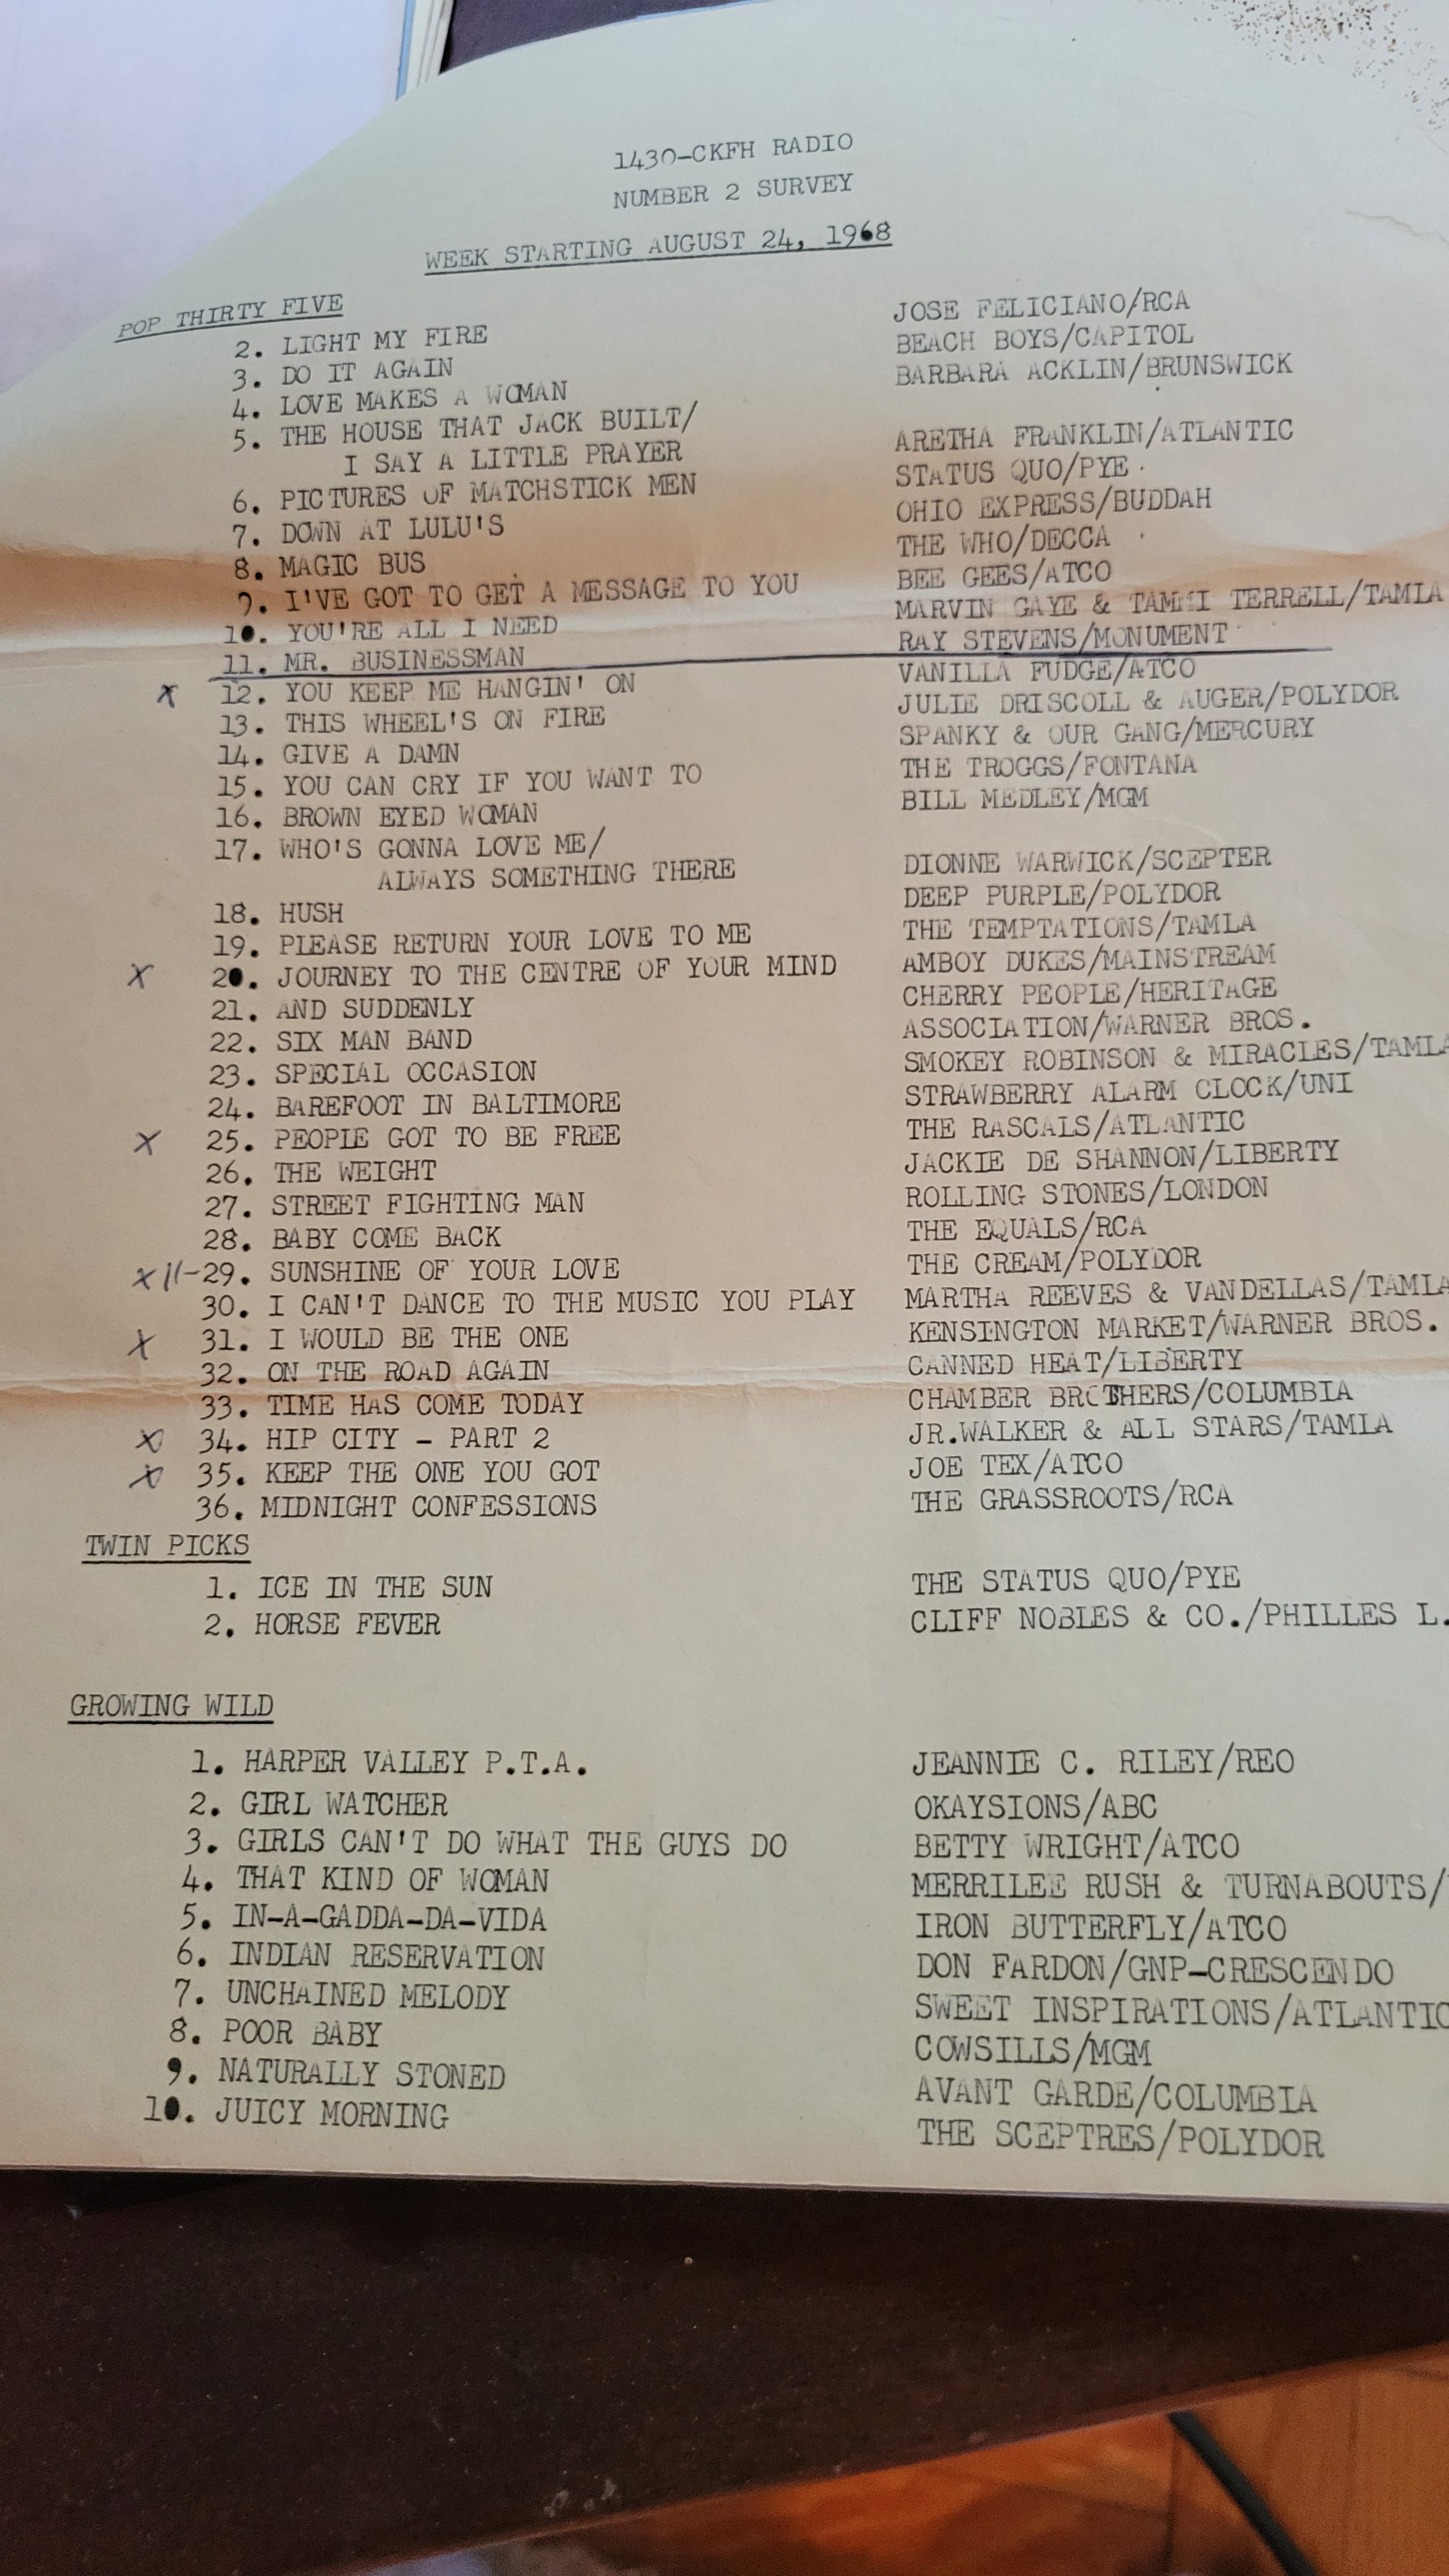 1430-CKFH RADIO
NUMBER 2 SURVEY
WEEK STARTING AUGUST 24, 1968
POP THIRTY FIVE
2. LIGHT MY FIRE JOSE FELICIANO/RCA
3. DO IT AGAIN BEACH BOYS/CAPITOL
4. LOVE MAKES A WOMAN BARBARA ACKLIN/BRUNSWICK
5. THE HOUSE THAT JACK BUILT/
I SAY A LITTLE PRAYER ARETHA FRANKLIN/ATLANTIC
6. PICTURES OF MATCHSTICK MEN STATUS QUO/PYE
7. DOWN AT LULU'S OHIO EXPRESS/BUDDAH
8. MAGIC BUS THE WHO/DECCA
9. I'VE GOT TO GET A MESSAGE TO YOU BEE GEES/ATCO
10. YOU'RE ALL I NEED MARVIN GAYE & TAMMI TERRELL/TAMLA
11. MR. BUSINESSMAN RAY STEVENS/MONUMENT
x 12. YOU KEEP ME HANGIN' ON VANILLA FUDGE/ATCO
13. THIS WHEEL'S ON FIRE JULIE DRISCOLL & AUGER/POLYDOR
14. GIVE A DAMN SPANKY & OUR GANG/MERCURY
15. YOU CAN CRY IF YOU WANT TO THE TROGGS/FONTANA
16. BROWN EYED WOMAN BILL MEDLEY/MGM
17. WHO'S GONNA LOVE ME/
ALWAYS SOMETHING THERE DIONNE WARWICK/SCEPTER
18. HUSH DEEP PURPLE/POLYDOR
19. PLEASE RETURN YOUR LOVE TO ME THE TEMPTATIONS/TAMLA
x 20. JOURNEY TO THE CENTRE OF YOUR MIND AMBOY DUKES/MAINSTREAM
21. AND SUDDENLY CHERRY PEOPLE/HERITAGE
22. SIX MAN BAND ASSOCIATION/WARNER BROS.
23. SPECIAL OCCASION SMOKEY ROBINSON & MIRACLES/TAMLA
24. BAREFOOT IN BALTIMORE STRAWBERRY ALARM CLOCK/UNI
x 25. PEOPLE GOT TO BE FREE THE RASCALS/ATLANTIC
26. THE WEIGHT JACKIE DE SHANNON/LIBERTY
27. STREET FIGHTING MAN ROLLING STONES/LONDON
28. BABY COME BACK THE EQUALS/RCA
x 11-29. SUNSHINE OF YOUR LOVE THE CREAM/POLYDOR
30. I CAN'T DANCE TO THE MUSIC YOU PLAY MARTHA REEVES & VANDELLAS/TAMLA
x 31. I WOULD BE THE ONE KENSINGTON MARKET/WARNER BROS.
32. ON THE ROAD AGAIN CANNED HEAT/LIBERTY
33. TIME HAS COME TODAY CHAMBER BROTHERS/COLUMBIA
x 34. HIP CITY - PART 2 JR.WALKER & ALL STARS/TAMLA
x 35. KEEP THE ONE YOU GOT JOE TEX/ATCO
36. MIDNIGHT CONFESSIONS THE GRASSROOTS/RCA
TWIN PICKS
1. ICE IN THE SUN THE STATUS QUO/PYE
2. HORSE FEVER CLIFF NOBLES & CO./PHILLES L.
GROWING WILD
1. HARPER VALLEY P.T.A. JEANNIE C. RILEY/REO
2. GIRL WATCHER OKAYSIONS/ABC
3. GIRLS CAN'T DO WHAT THE GUYS DO BETTY WRIGHT/ATCO
4. THAT KIND OF WOMAN MERRILEE RUSH & TURNABOUTS/
5. IN-A-GADDA-DA-VIDA IRON BUTTERFLY/ATCO
6. INDIAN RESERVATION DON FARDON/GNP-CRESCENDO
7. UNCHAINED MELODY SWEET INSPIRATIONS/ATLANTIC
8. POOR BABY COWSILLS/MGM
9. NATURALLY STONED AVANT GARDE/COLUMBIA
10. JUICY MORNING THE SCEPTRES/POLYDOR